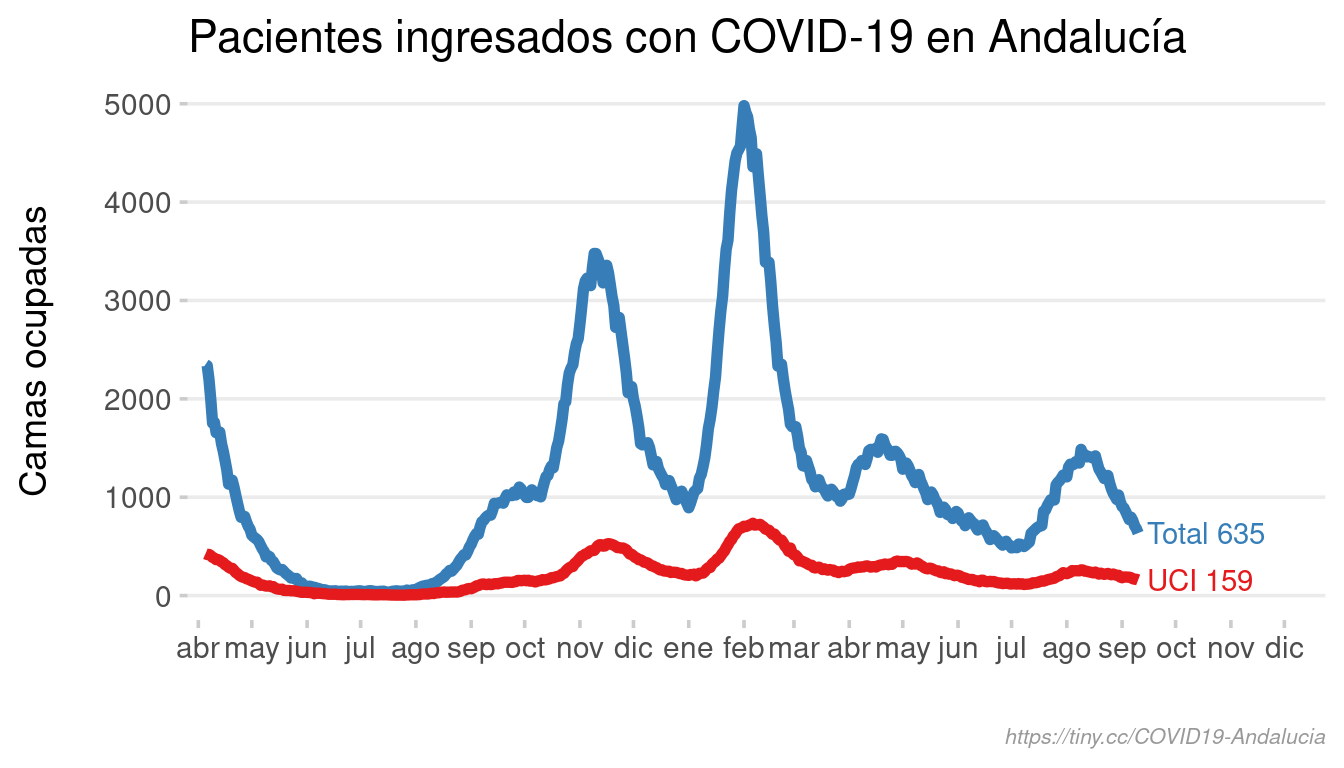 Pacientes ingresados con COVID-19 en Andalucía
Camas ocupadas
5000
4000
3000
2000
1000
0
Total 635
UCI 159
abr may jun jul ago sep oct nov dic ene feb mar abr may jun jul ago sep oct nov dic
https://tiny.cc/COVID19-Andalucia